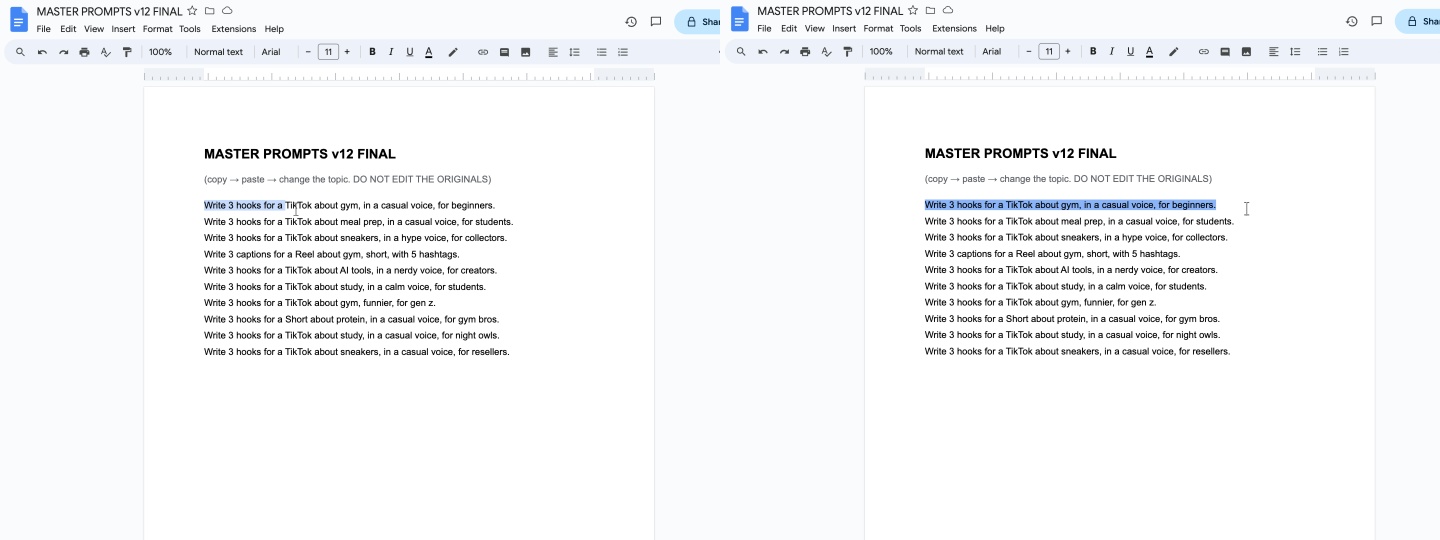 MASTER PROMPTS v12 FINAL
File Edit View Insert Format Tools Extensions Help
Shar
100% Normal text Arial − 11 + B I U A
MASTER PROMPTS v12 FINAL
(copy → paste → change the topic. DO NOT EDIT THE ORIGINALS)
Write 3 hooks for a TikTok about gym, in a casual voice, for beginners.
Write 3 hooks for a TikTok about meal prep, in a casual voice, for students.
Write 3 hooks for a TikTok about sneakers, in a hype voice, for collectors.
Write 3 captions for a Reel about gym, short, with 5 hashtags.
Write 3 hooks for a TikTok about AI tools, in a nerdy voice, for creators.
Write 3 hooks for a TikTok about study, in a calm voice, for students.
Write 3 hooks for a TikTok about gym, funnier, for gen z.
Write 3 hooks for a Short about protein, in a casual voice, for gym bros.
Write 3 hooks for a TikTok about study, in a casual voice, for night owls.
Write 3 hooks for a TikTok about sneakers, in a casual voice, for resellers.
MASTER PROMPTS v12 FINAL
File Edit View Insert Format Tools Extensions Help
Shar
100% Normal text Arial − 11 + B I U A
MASTER PROMPTS v12 FINAL
(copy → paste → change the topic. DO NOT EDIT THE ORIGINALS)
Write 3 hooks for a TikTok about gym, in a casual voice, for beginners.
Write 3 hooks for a TikTok about meal prep, in a casual voice, for students.
Write 3 hooks for a TikTok about sneakers, in a hype voice, for collectors.
Write 3 captions for a Reel about gym, short, with 5 hashtags.
Write 3 hooks for a TikTok about AI tools, in a nerdy voice, for creators.
Write 3 hooks for a TikTok about study, in a calm voice, for students.
Write 3 hooks for a TikTok about gym, funnier, for gen z.
Write 3 hooks for a Short about protein, in a casual voice, for gym bros.
Write 3 hooks for a TikTok about study, in a casual voice, for night owls.
Write 3 hooks for a TikTok about sneakers, in a casual voice, for resellers.